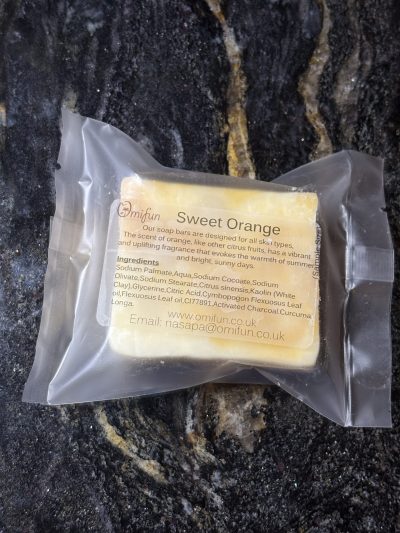 Omifun
Sweet Orange
Our soap bars are designed for all skin types.
The scent of orange, like other citrus fruits, has a vibrant
and uplifting fragrance that evokes the warmth of summer
and bright, sunny days.
Ingredients
Sodium Palmate,Aqua,Sodium Cocoate,Sodium
Olivate,Sodium Stearate,Citrus sinensis,Kaolin (White
Clay),Glycerine,Citric Acid,Cymbopogon Flexuosus Leaf
oil,Flexuosus Leaf oil,CI77891,Activated Charcoal,Curcuma
Longa.
www.omifun.co.uk
Email: nasapa@omifun.co.uk